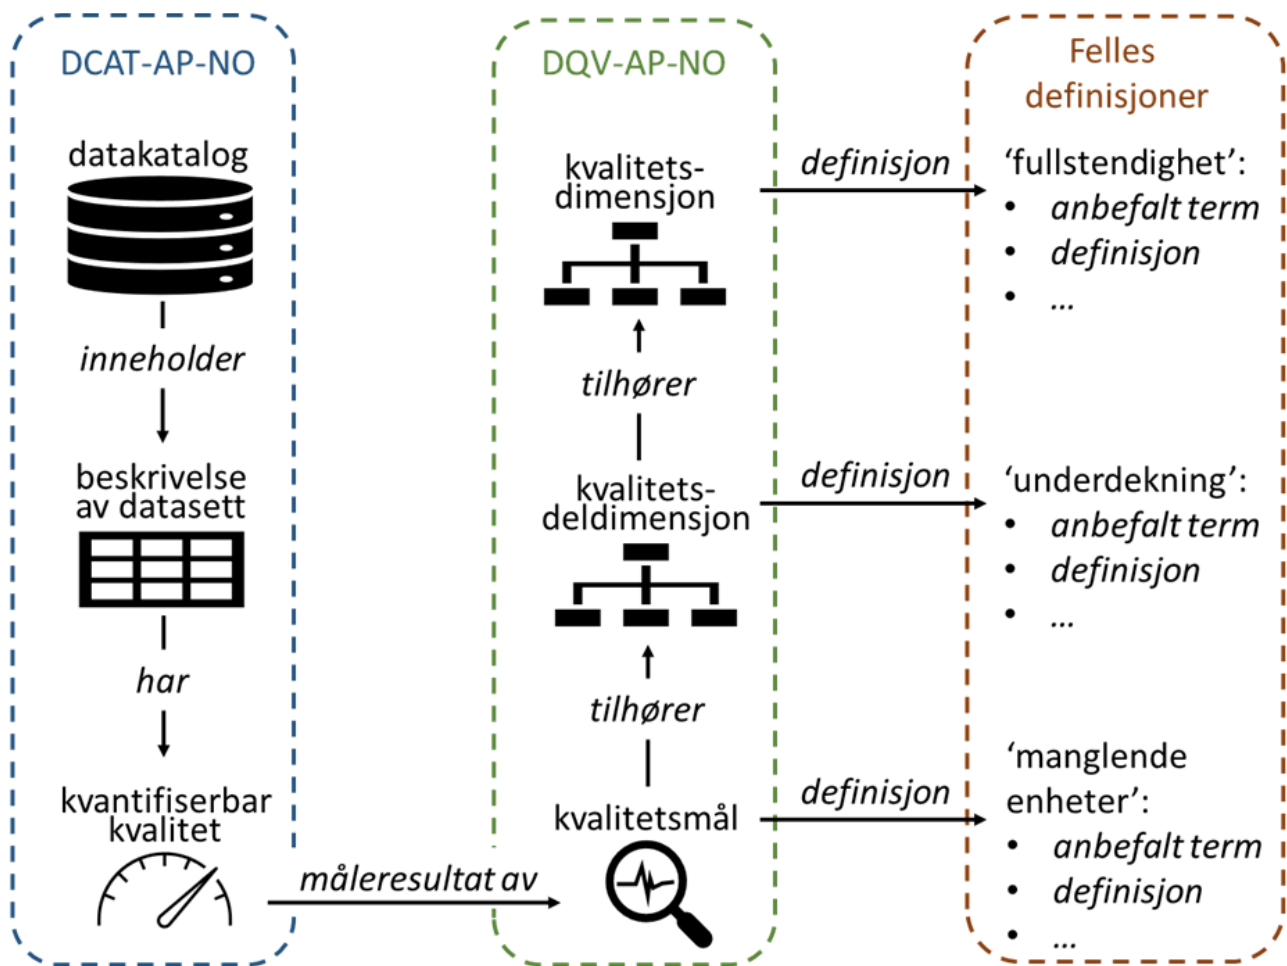 DCAT-AP-NO
datakatalog
inneholder
beskrivelse
av datasett
har
kvantifiserbar
kvalitet
måleresultat av
DQV-AP-NO
kvalitets-
dimensjon
tilhører
kvalitets-
deldimensjon
tilhører
kvalitetsmål
definisjon
definisjon
definisjon
Felles
definisjoner
‘fullstendighet’:
• anbefalt term
• definisjon
• ...
‘underdekning’:
• anbefalt term
• definisjon
• ...
‘manglende
enheter’:
• anbefalt term
• definisjon
• ...